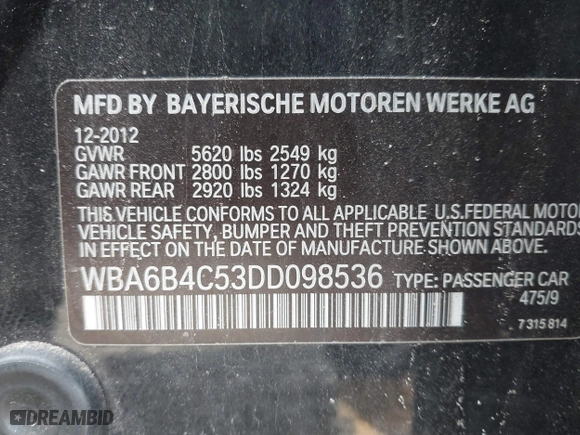 MFD BY BAYERISCHE MOTOREN WERKE AG
12-2012
GVWR 5620 lbs 2549 kg
GAWR FRONT 2800 lbs 1270 kg
GAWR REAR 2920 lbs 1324 kg
THIS VEHICLE CONFORMS TO ALL APPLICABLE U.S.FEDERAL MOTO
VEHICLE SAFETY, BUMPER AND THEFT PREVENTION STANDARDS
IN EFFECT ON THE DATE OF MANUFACTURE SHOWN ABOVE.
WBA6B4C53DD098536 TYPE: PASSENGER CAR
475/9
7 315 814
DREAMBID